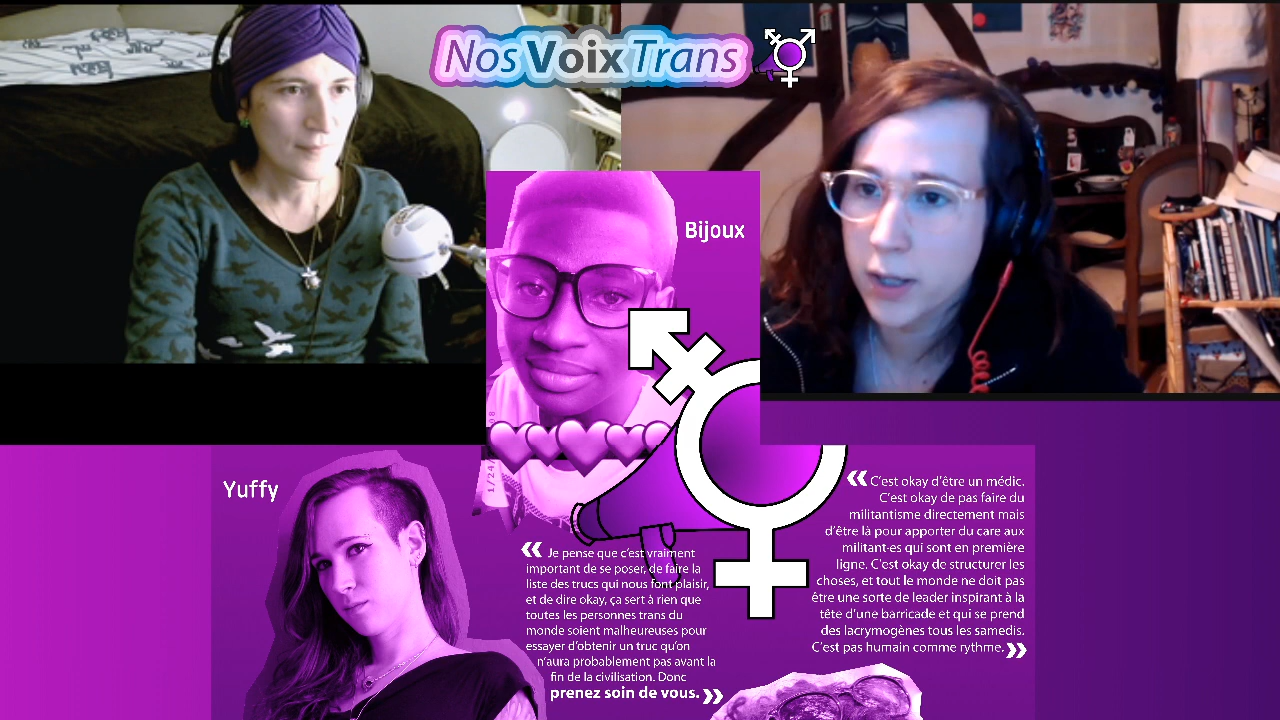 NosVoixTrans
Bijoux
Yuffy
« C'est okay d'être un médic.
C'est okay de pas faire du
militantisme directement mais
d'être là pour apporter du care aux
militant·es qui sont en première
ligne. C'est okay de structurer les
choses, et tout le monde ne doit pas
être une sorte de leader inspirant à la
tête d'une barricade et qui se prend
des lacrymogènes tous les samedis.
C'est pas humain comme rythme. »
« Je pense que c'est vraiment
important de se poser, de faire la
liste des trucs qui nous font plaisir,
et de dire okay, ça sert à rien que
toutes les personnes trans du
monde soient malheureuses pour
essayer d'obtenir un truc qu'on
n'aura probablement pas avant la
fin de la civilisation. Donc
prenez soin de vous. »